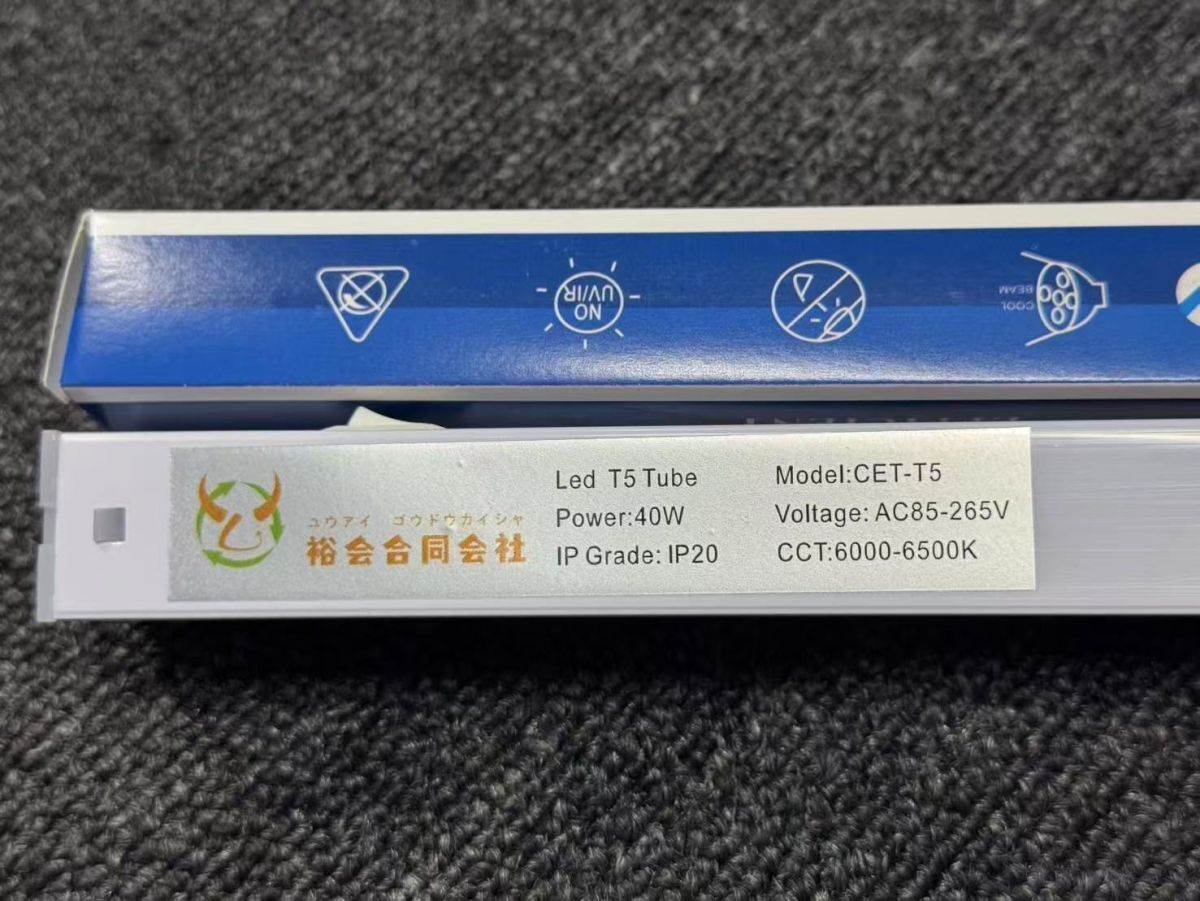 NO
UV/IR
COOL
BEAM
ユウアイ ゴウドウカイシャ
裕会合同会社
Led T5 Tube
Power:40W
IP Grade: IP20
Model:CET-T5
Voltage: AC85-265V
CCT:6000-6500K